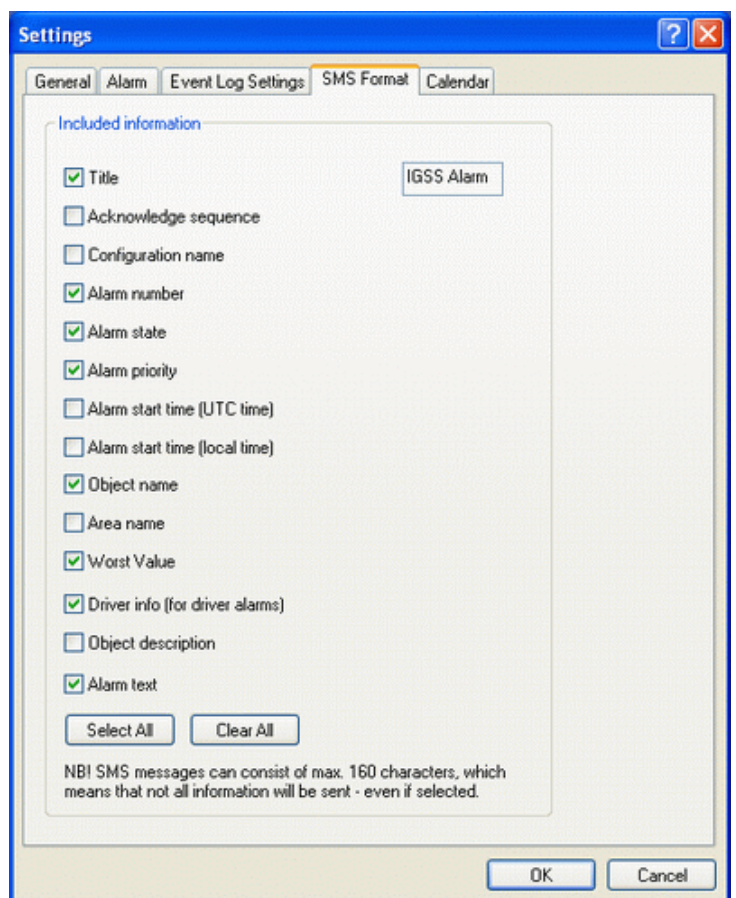 Settings
General Alarm Event Log Settings SMS Format Calendar
Included information
Title IGSS Alarm
Acknowledge sequence
Configuration name
Alarm number
Alarm state
Alarm priority
Alarm start time (UTC time)
Alarm start time (local time)
Object name
Area name
Worst Value
Driver info (for driver alarms)
Object description
Alarm text
Select All Clear All
NB! SMS messages can consist of max. 160 characters, which
means that not all information will be sent - even if selected.
OK Cancel